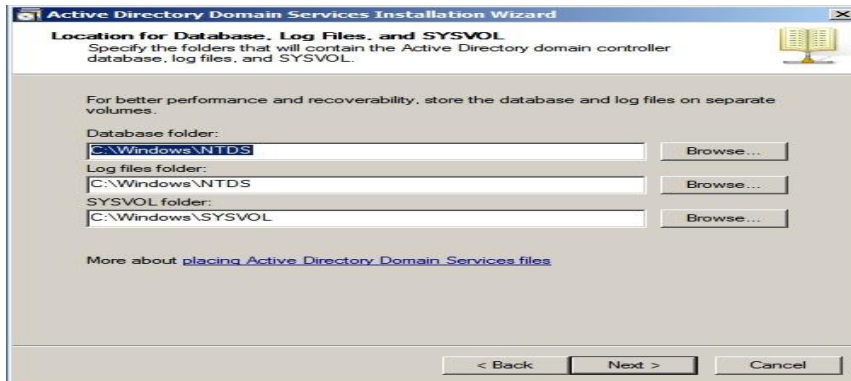 Active Directory Domain Services Installation Wizard
Location for Database, Log Files, and SYSVOL
Specify the folders that will contain the Active Directory domain controller
database, log files, and SYSVOL.
For better performance and recoverability, store the database and log files on separate
volumes.
Database folder:
C:\Windows\NTDS
Browse...
Log files folder:
C:\Windows\NTDS
Browse...
SYSVOL folder:
C:\Windows\SYSVOL
Browse...
More about placing Active Directory Domain Services files
< Back Next > Cancel